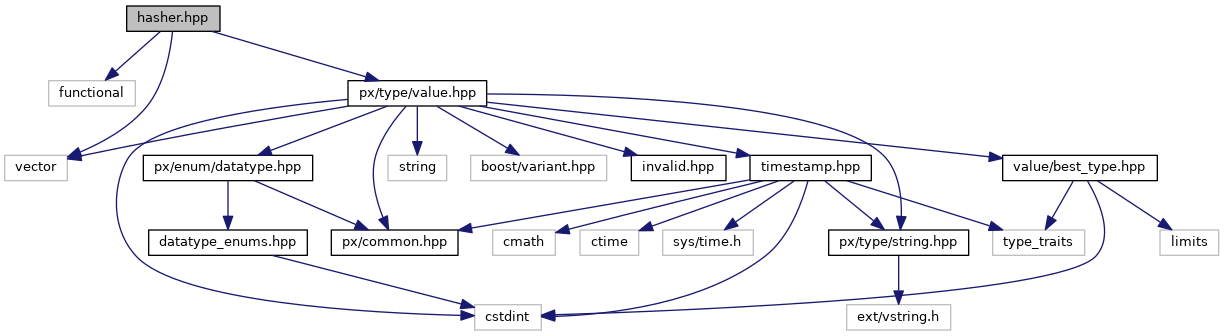 hasher.hpp
functional
px/type/value.hpp
vector
px/enum/datatype.hpp
string
boost/variant.hpp
invalid.hpp
timestamp.hpp
value/best_type.hpp
datatype_enums.hpp
px/common.hpp
cmath
ctime
sys/time.h
px/type/string.hpp
type_traits
limits
cstdint
ext/vstring.h